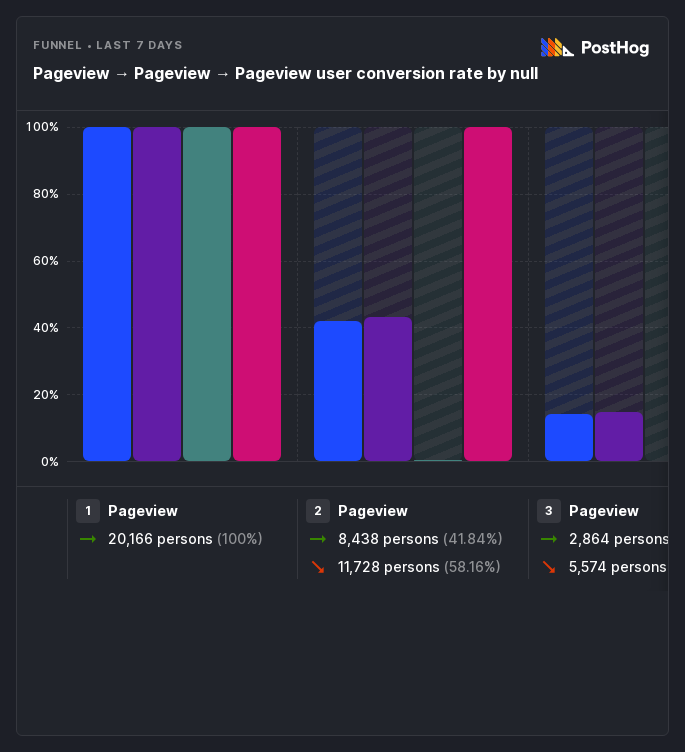 FUNNEL • LAST 7 DAYS
PostHog
Pageview → Pageview → Pageview user conversion rate by null
100%
80%
60%
40%
20%
0%
1 Pageview
20,166 persons (100%)
2 Pageview
8,438 persons (41.84%)
11,728 persons (58.16%)
3 Pageview
2,864 persons
5,574 persons